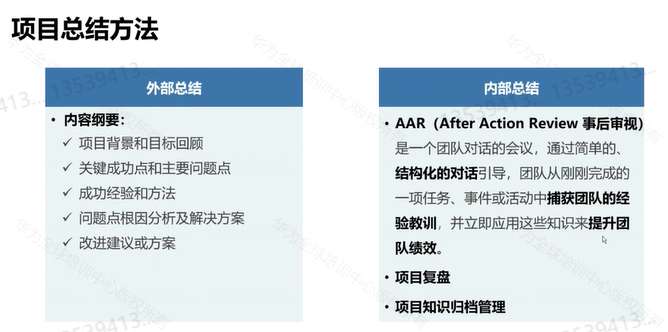 项目总结方法
外部总结
• 内容纲要：
✓ 项目背景和目标回顾
✓ 关键成功点和主要问题点
✓ 成功经验和方法
✓ 问题点根因分析及解决方案
✓ 改进建议或方案
内部总结
• AAR（After Action Review 事后审视）
是一个团队对话的会议，通过简单的、
结构化的对话引导，团队从刚刚完成的
一项任务、事件或活动中捕获团队的经
验教训，并立即应用这些知识来提升团
队绩效。
• 项目复盘
• 项目知识归档管理